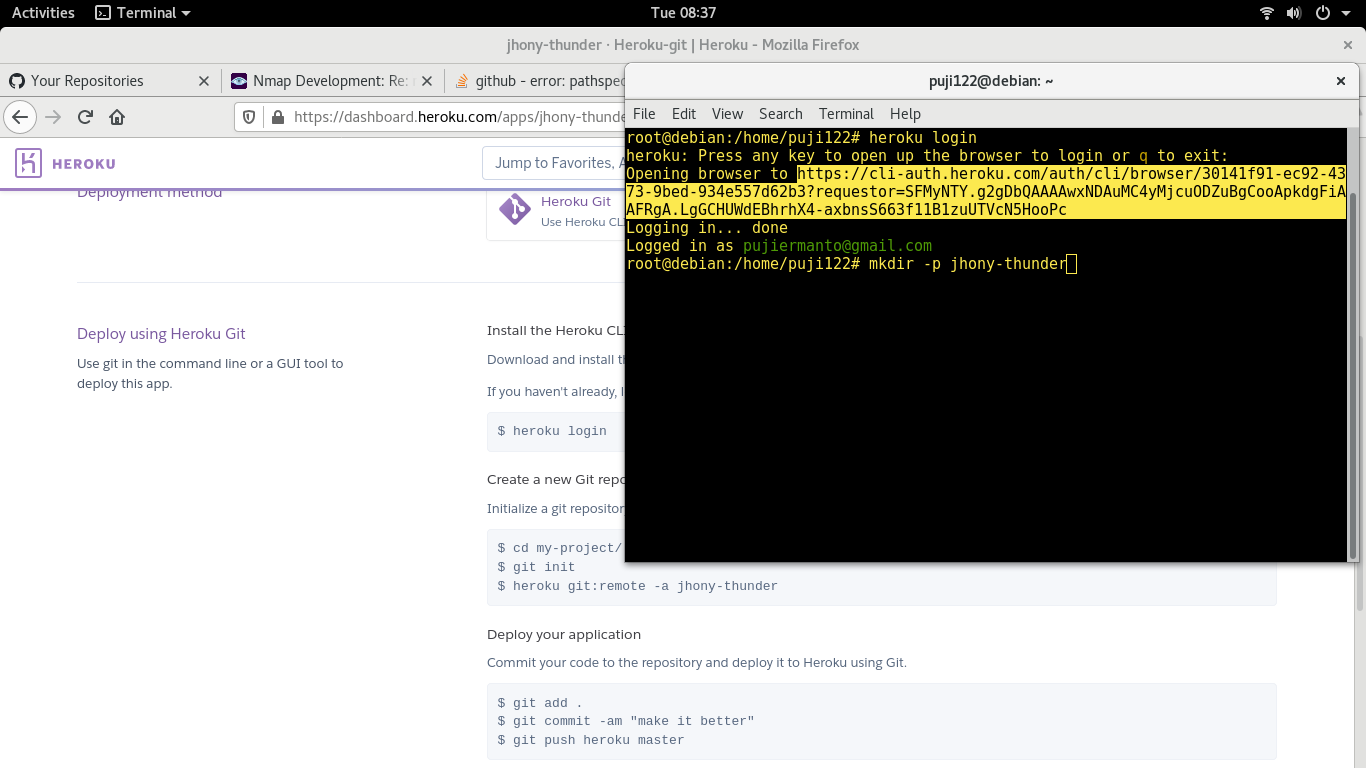 Activities Terminal Tue 08:37
jhony-thunder · Heroku-git | Heroku - Mozilla Firefox
Your Repositories
Nmap Development: Re:
github - error: pathspec
https://dashboard.heroku.com/apps/jhony-thunde
HEROKU
Jump to Favorites, A
Deployment method
Heroku Git
Use Heroku CL
Deploy using Heroku Git
Use git in the command line or a GUI tool to
deploy this app.
Install the Heroku CL
Download and install t
If you haven't already, l
$ heroku login
Create a new Git repo
Initialize a git repositor
$ cd my-project/
$ git init
$ heroku git:remote -a jhony-thunder
Deploy your application
Commit your code to the repository and deploy it to Heroku using Git.
$ git add .
$ git commit -am "make it better"
$ git push heroku master
puji122@debian: ~
File Edit View Search Terminal Help
root@debian:/home/puji122# heroku login
heroku: Press any key to open up the browser to login or q to exit:
Opening browser to https://cli-auth.heroku.com/auth/cli/browser/30141f91-ec92-43
73-9bed-934e557d62b3?requestor=SFMyNTY.g2gDbQAAAAwxNDAuMC4yMjcuODZuBgCooApkdgFiA
AFRgA.LgGCHUWdEBhrhX4-axbnsS663f11B1zuUTVcN5HooPc
Logging in... done
Logged in as pujiermanto@gmail.com
root@debian:/home/puji122# mkdir -p jhony-thunder